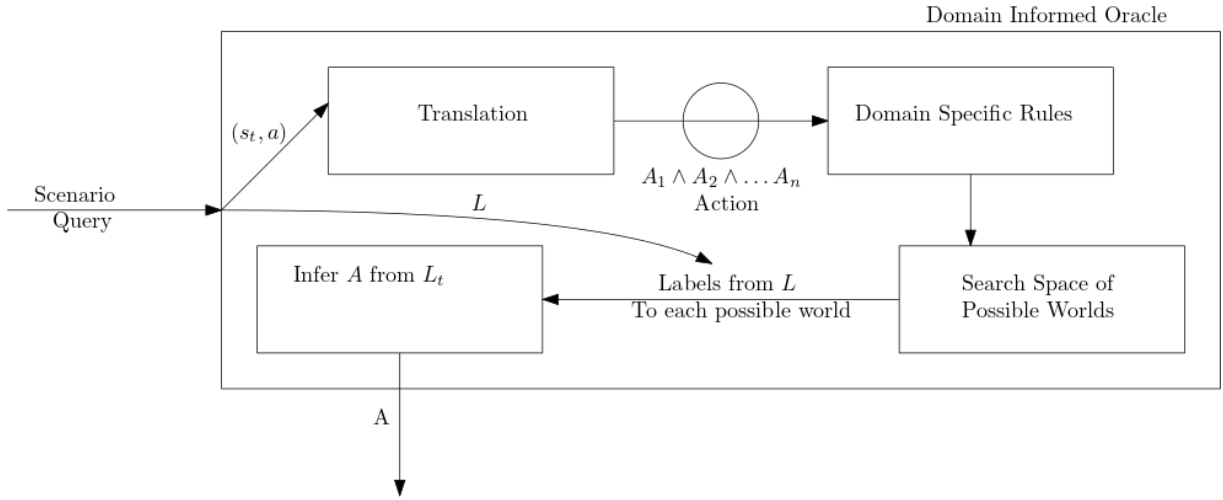 Domain Informed Oracle
Translation
Domain Specific Rules
(s_t, a)
A_1 ∧ A_2 ∧ … A_n
Action
Scenario
Query
L
Infer A from L_t
Labels from L
To each possible world
Search Space of
Possible Worlds
A